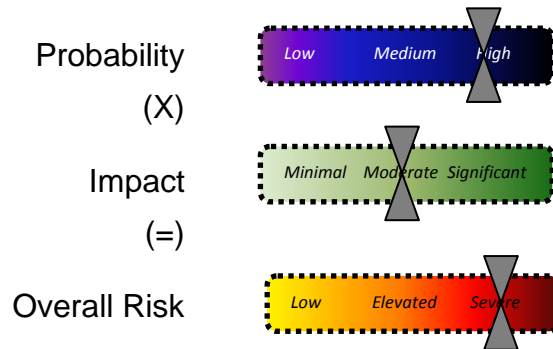 Probability
Low Medium High
(X)
Impact
Minimal Moderate Significant
(=)
Overall Risk
Low Elevated Severe